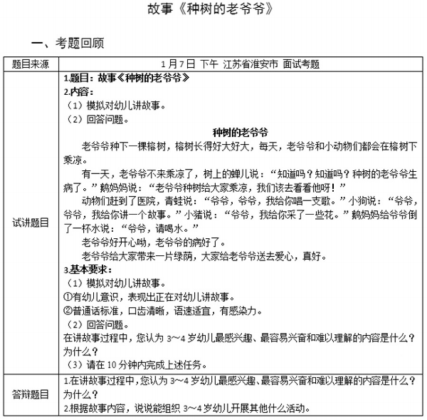 故事《种树的老爷爷》
一、考题回顾
题目来源
1月7日 下午 江苏省淮安市 面试考题
试讲题目
1.题目：故事《种树的老爷爷》
2.内容：
（1）模拟对幼儿讲故事。
（2）回答问题。
种树的老爷爷
老爷爷种下一棵榕树，榕树长得好大好大，每天，老爷爷和小动物们都会在榕树下
乘凉。
有一天，老爷爷不来乘凉了，树上的蝉儿说：“知道吗？知道吗？种树的老爷爷生
病了。”鹅妈妈说：“老爷爷种树给大家乘凉，我们该去看看他呀！”
动物们赶到了医院，青蛙说：“爷爷，爷爷，我给你唱一支歌。”小狗说：“爷爷，
爷爷，我给你讲一个故事。”小猪说：“爷爷，我给你采了一些花。”鹅妈妈给爷爷倒
了一杯水说：“爷爷，请喝水。”
老爷爷好开心呦，老爷爷的病好了。
老爷爷给大家带来一片绿荫，大家给老爷爷送去爱心，真好。
3.基本要求：
（1）模拟对幼儿讲故事。
①有幼儿意识，表现出正在对幼儿讲故事。
②普通话标准，口齿清晰，语速适宜，有感染力。
（2）回答问题。
在讲故事过程中，您认为 3～4 岁幼儿最感兴趣、最容易兴奋和难以理解的内容是什么？
为什么？
（3）请在 10 分钟内完成上述任务。
答辩题目
1.在讲故事过程中，您认为 3～4 岁幼儿最感兴趣、最容易兴奋和难以理解的内容是什么？
为什么？
2.根据故事内容，说说能组织 3～4 岁幼儿开展其他什么活动。